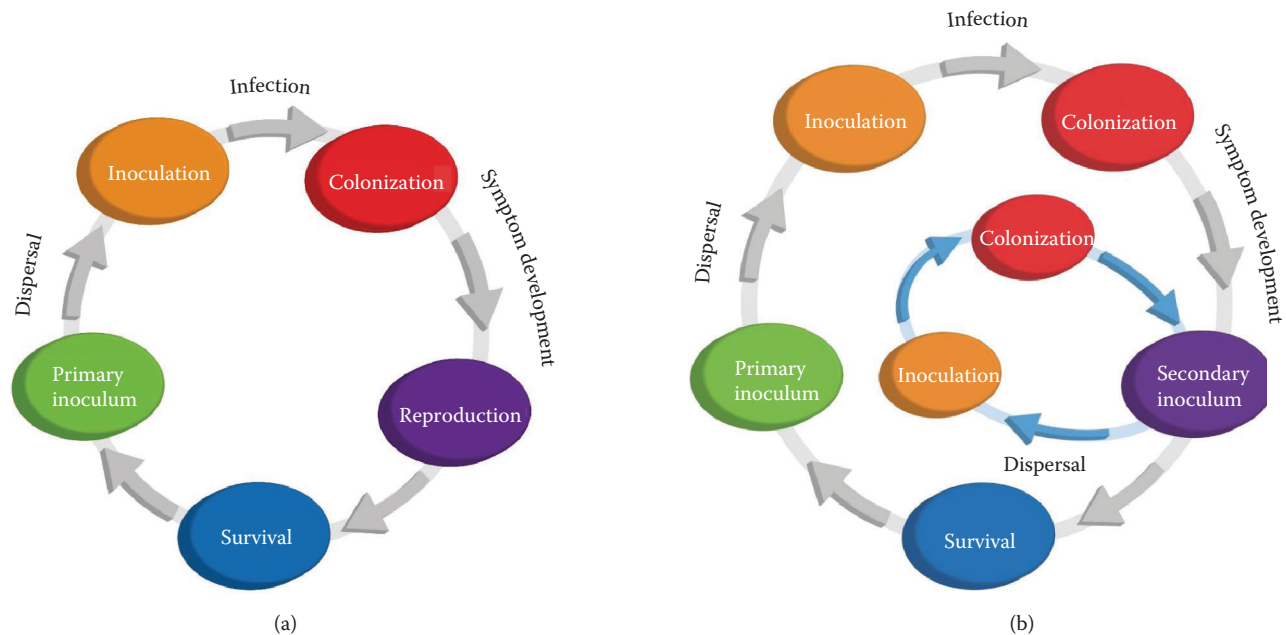 Infection
Inoculation
Colonization
Dispersal
Symptom development
Primary
inoculum
Reproduction
Survival
(a)
Infection
Inoculation
Colonization
Dispersal
Symptom development
Colonization
Primary
inoculum
Inoculation
Secondary
inoculum
Dispersal
Survival
(b)